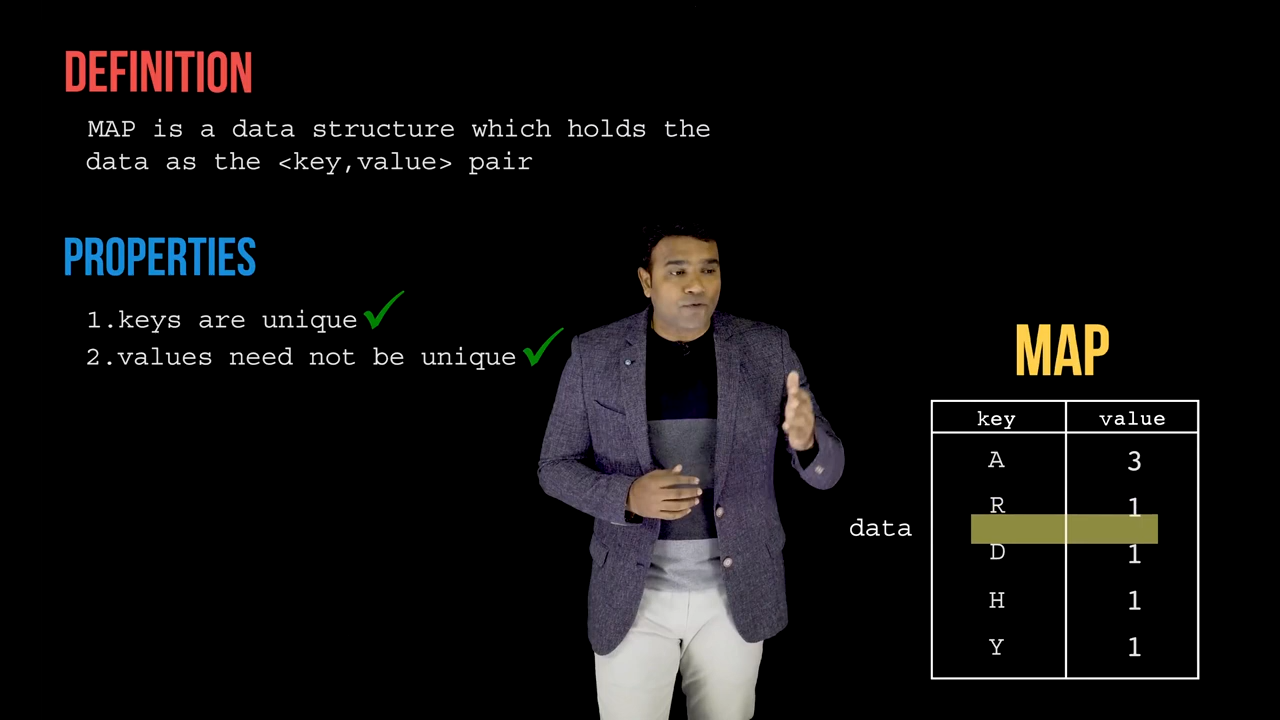 DEFINITION
MAP is a data structure which holds the
data as the <key,value> pair
PROPERTIES
1.keys are unique
2.values need not be unique
MAP
key value
A 3
R 1
data
D 1
H 1
Y 1